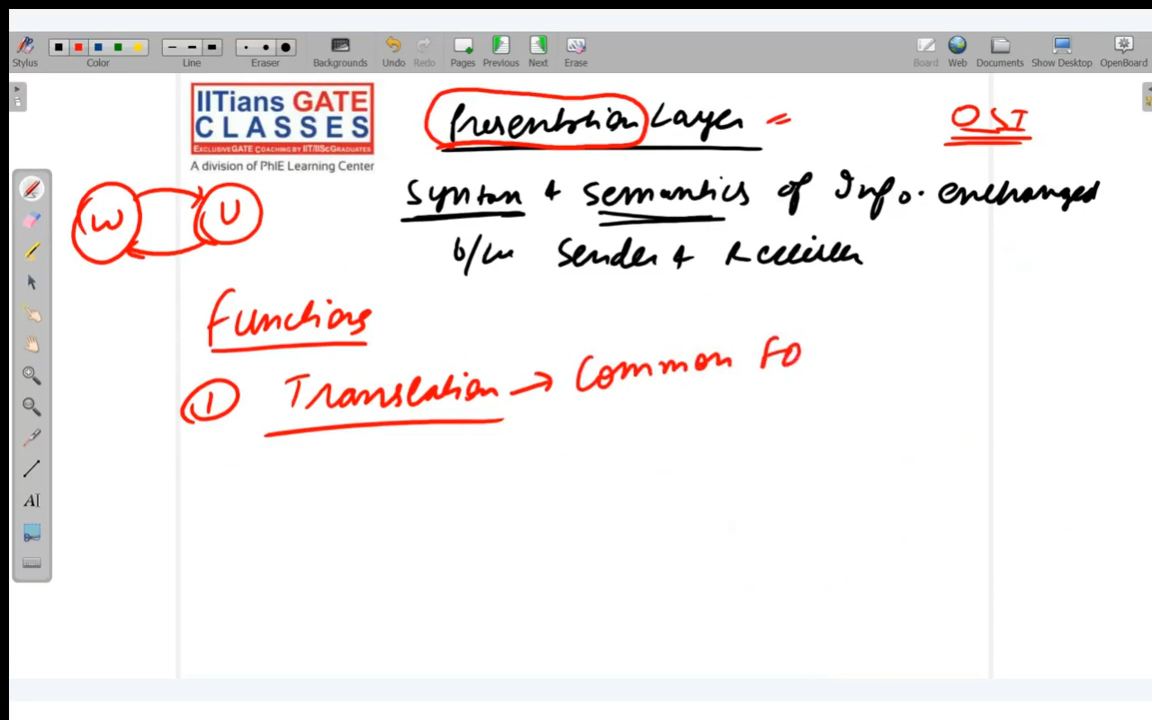 Stylus Color Line Eraser Backgrounds Undo Redo Pages Previous Next Erase Board Web Documents Show Desktop OpenBoard
IITians GATE
CLASSES
EXCLUSIVE GATE COACHING BY IIT/IISC GRADUATES
A division of PhIE Learning Center
Presentation Layer =
OSI
Syntax & Semantics of Info. exchanged
b/w Sender & Receiver
W U
Functions
① Translation → Common FO
AI